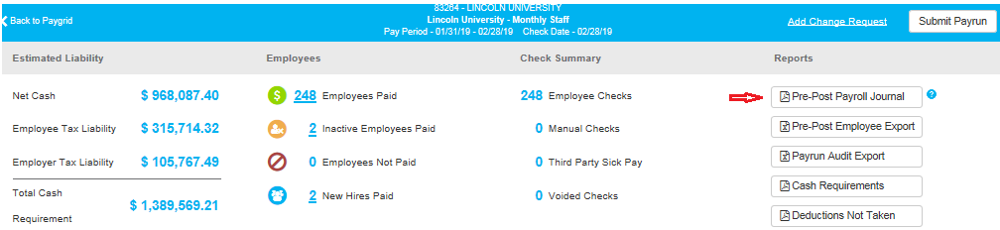 83264 - LINCOLN UNIVERSITY
Back to Paygrid
Lincoln University - Monthly Staff
Add Change Request
Submit Payrun
Pay Period - 01/31/19 - 02/28/19 Check Date - 02/28/19
Estimated Liability Employees Check Summary Reports
Net Cash $ 968,087.40 $ 248 Employees Paid 248 Employee Checks Pre-Post Payroll Journal ?
Employee Tax Liability $ 315,714.32 2 Inactive Employees Paid 0 Manual Checks Pre-Post Employee Export
Employer Tax Liability $ 105,767.49 0 Employees Not Paid 0 Third Party Sick Pay Payrun Audit Export
Total Cash Requirement $ 1,389,569.21 2 New Hires Paid 0 Voided Checks Cash Requirements
Deductions Not Taken